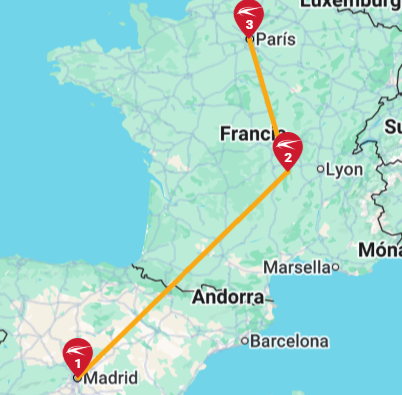 Luxemburg
3
París
Francia
Su
2
Lyon
Móna
Marsella
Andorra
Barcelona
1
Madrid